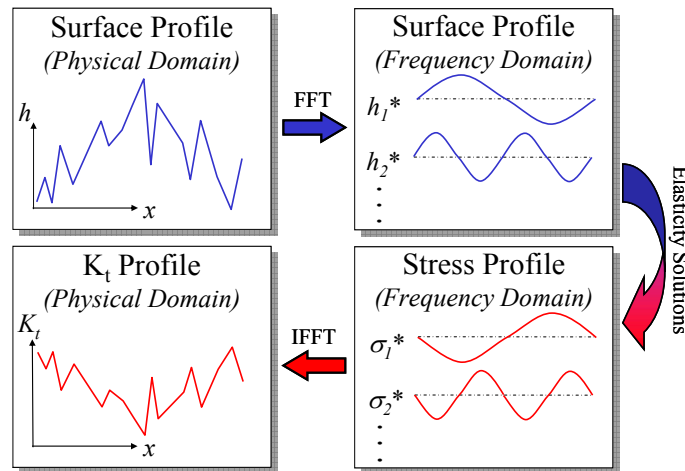 Surface Profile
(Physical Domain)
h
x
FFT
Surface Profile
(Frequency Domain)
h₁*
h₂*
Elasticity Solutions
Stress Profile
(Frequency Domain)
σ₁*
σ₂*
IFFT
Kₜ Profile
(Physical Domain)
Kₜ
x